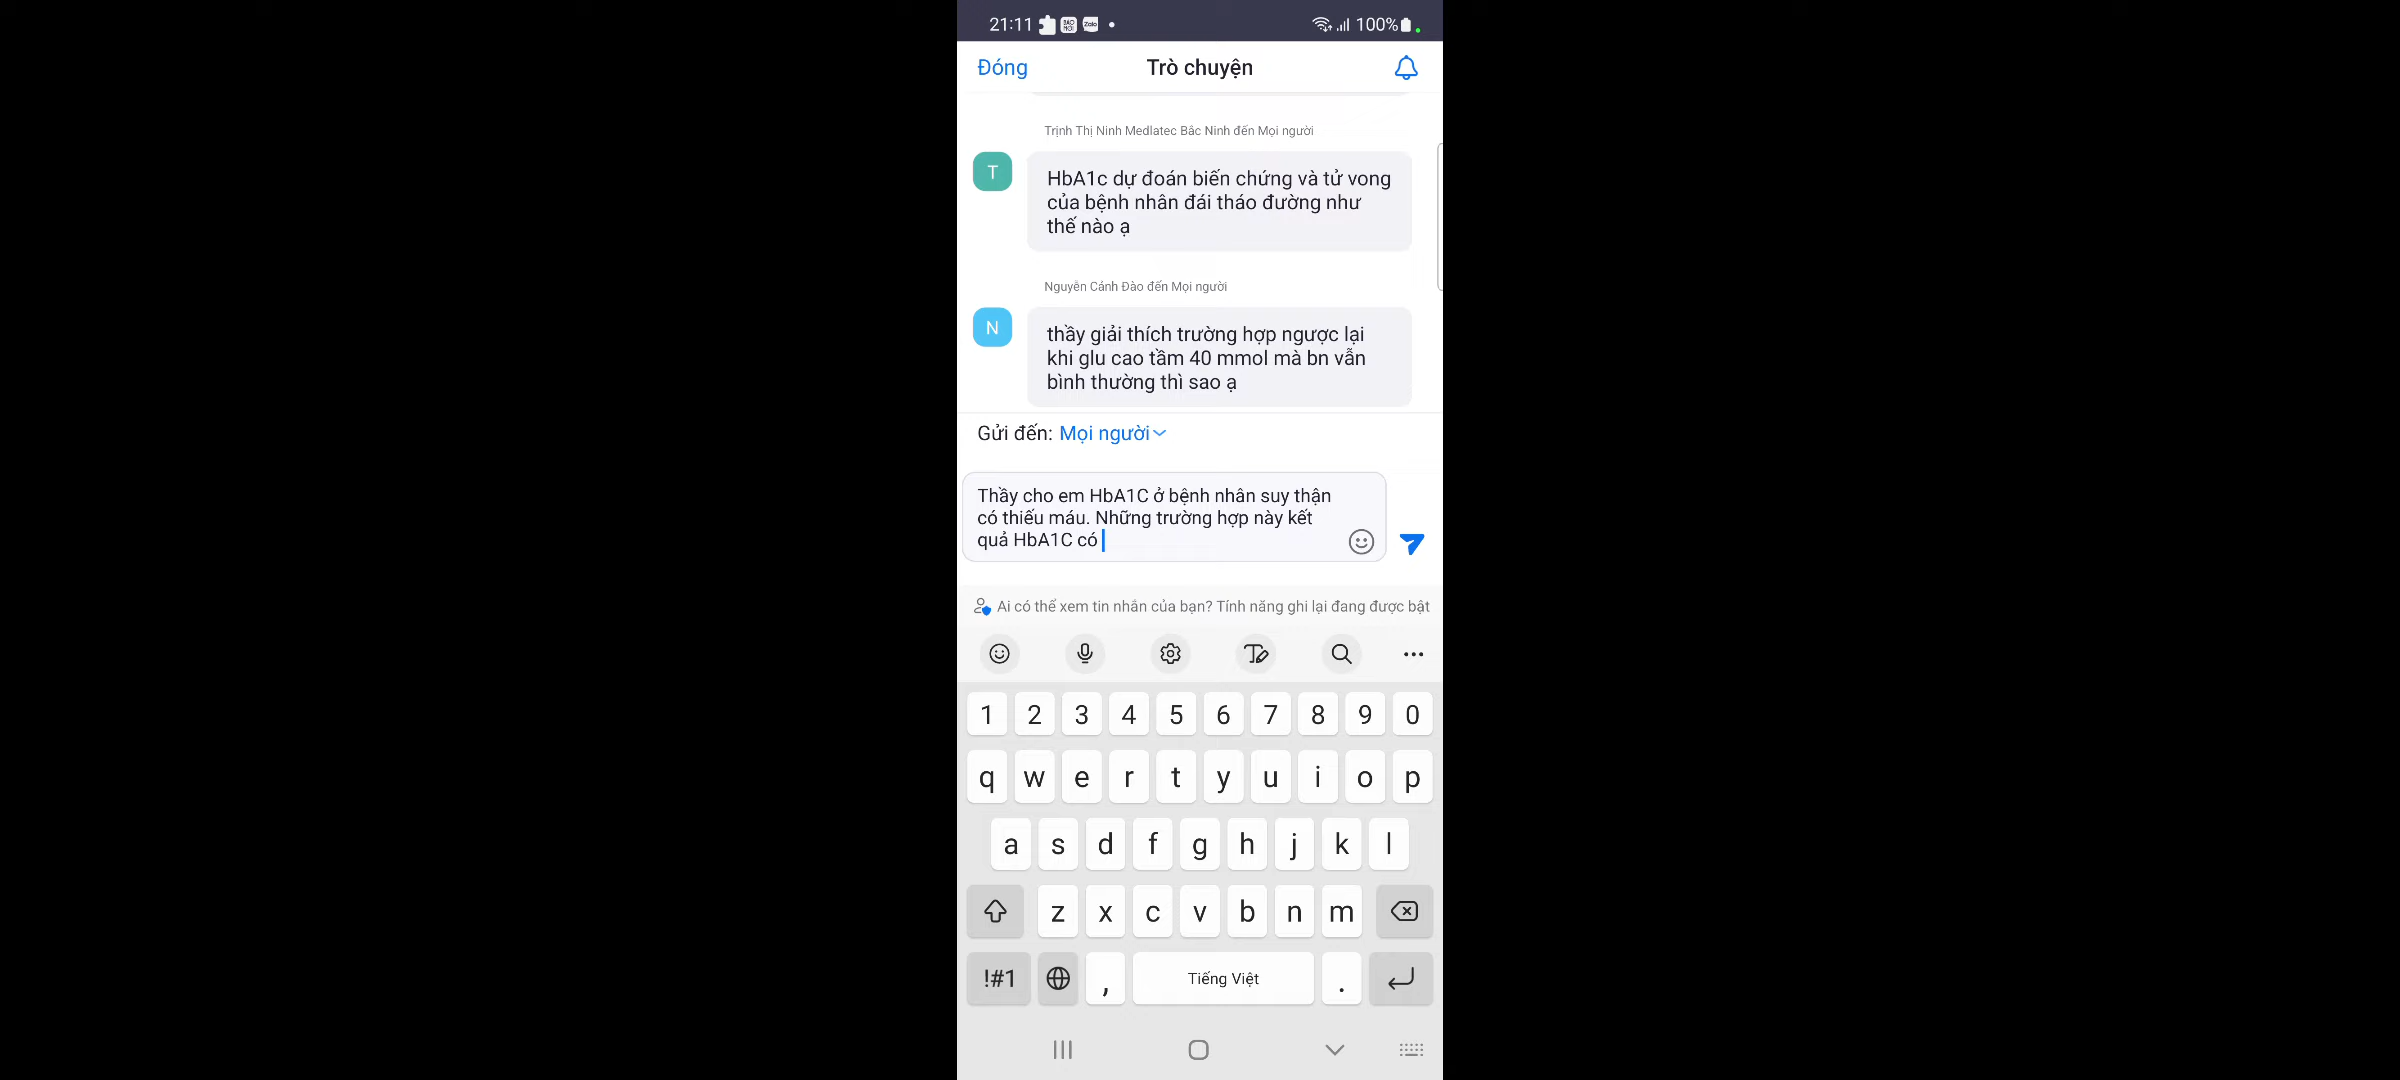 21:11 BÁO MỚI Zalo 100%
Đóng Trò chuyện
Trịnh Thị Ninh Medlatec Bắc Ninh đến Mọi người
T
HbA1c dự đoán biến chứng và tử vong
của bệnh nhân đái tháo đường như
thế nào ạ
Nguyễn Cảnh Đào đến Mọi người
N
thầy giải thích trường hợp ngược lại
khi glu cao tầm 40 mmol mà bn vẫn
bình thường thì sao ạ
Gửi đến: Mọi người
Thầy cho em HbA1C ở bệnh nhân suy thận
có thiếu máu. Những trường hợp này kết
quả HbA1C có
Ai có thể xem tin nhắn của bạn? Tính năng ghi lại đang được bật
1 2 3 4 5 6 7 8 9 0
q w e r t y u i o p
a s d f g h j k l
z x c v b n m
!#1 , Tiếng Việt .